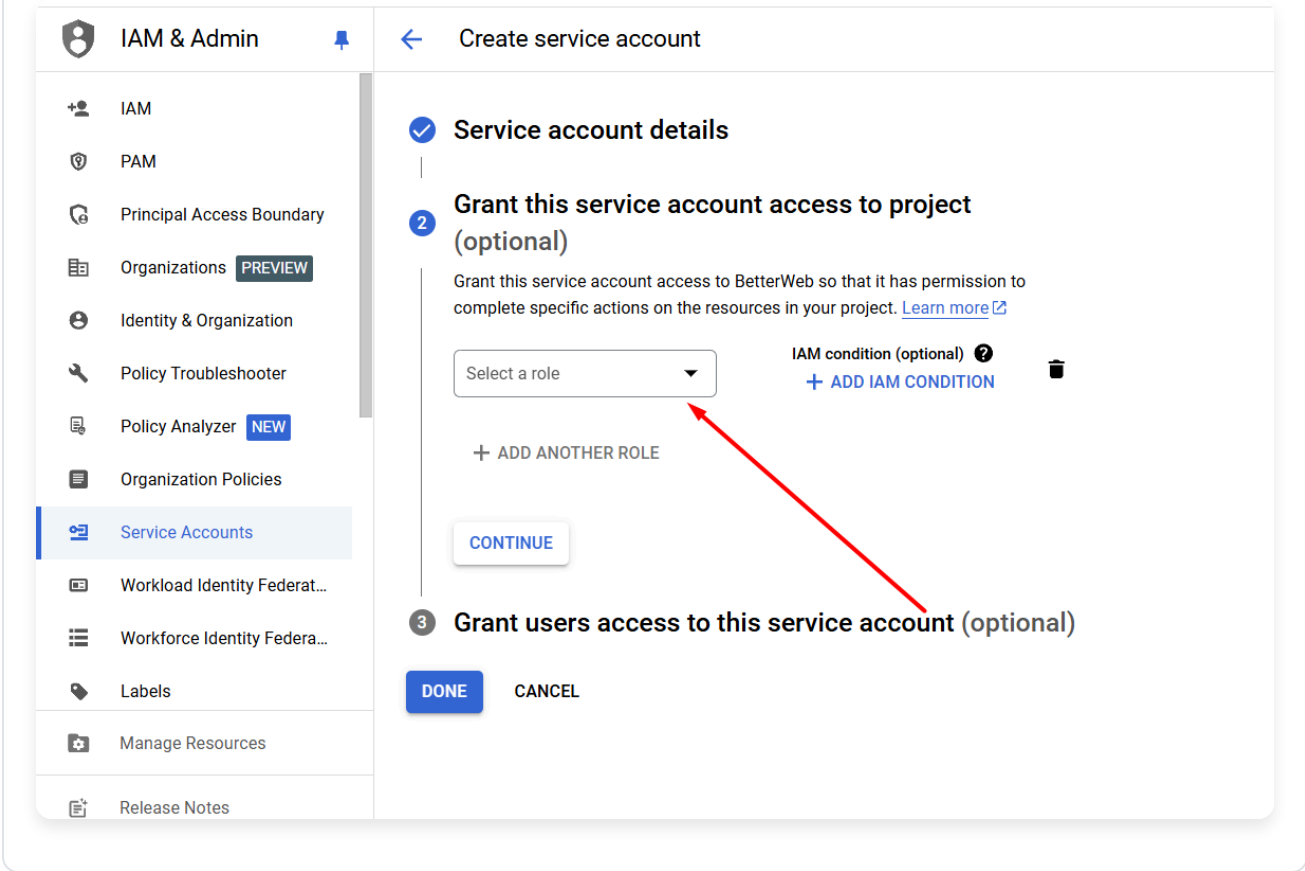 IAM & Admin
Create service account
IAM
PAM
Principal Access Boundary
Organizations PREVIEW
Identity & Organization
Policy Troubleshooter
Policy Analyzer NEW
Organization Policies
Service Accounts
Workload Identity Federat...
Workforce Identity Federa...
Labels
Manage Resources
Release Notes
Service account details
2
Grant this service account access to project
(optional)
Grant this service account access to BetterWeb so that it has permission to
complete specific actions on the resources in your project. Learn more
Select a role
IAM condition (optional) ?
+ ADD IAM CONDITION
+ ADD ANOTHER ROLE
CONTINUE
3 Grant users access to this service account (optional)
DONE CANCEL